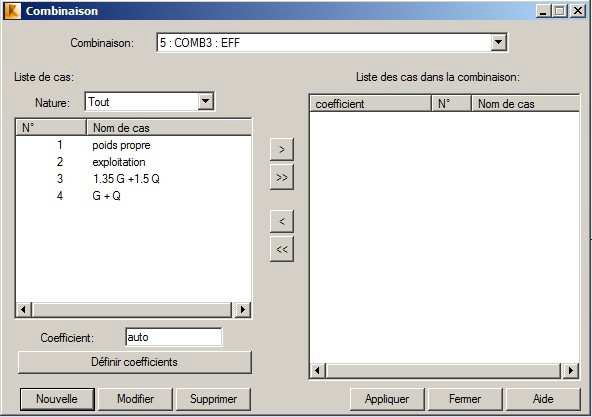 Combinaison
Combinaison: 5 : COMB3 : EFF
Liste de cas:
Nature: Tout
N° Nom de cas
1 poids propre
2 exploitation
3 1.35 G +1.5 Q
4 G + Q
Coefficient: auto
Définir coefficients
Nouvelle Modifier Supprimer
>
>>
<
<<
Liste des cas dans la combinaison:
coefficient N° Nom de cas
Appliquer Fermer Aide